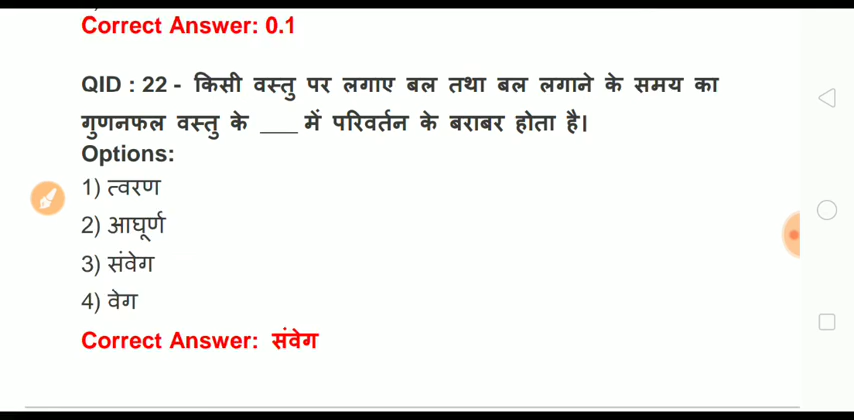 Correct Answer: 0.1
QID : 22 - किसी वस्तु पर लगाए बल तथा बल लगाने के समय का
गुणनफल वस्तु के ___ में परिवर्तन के बराबर होता है।
Options:
1) त्वरण
2) आघूर्ण
3) संवेग
4) वेग
Correct Answer: संवेग